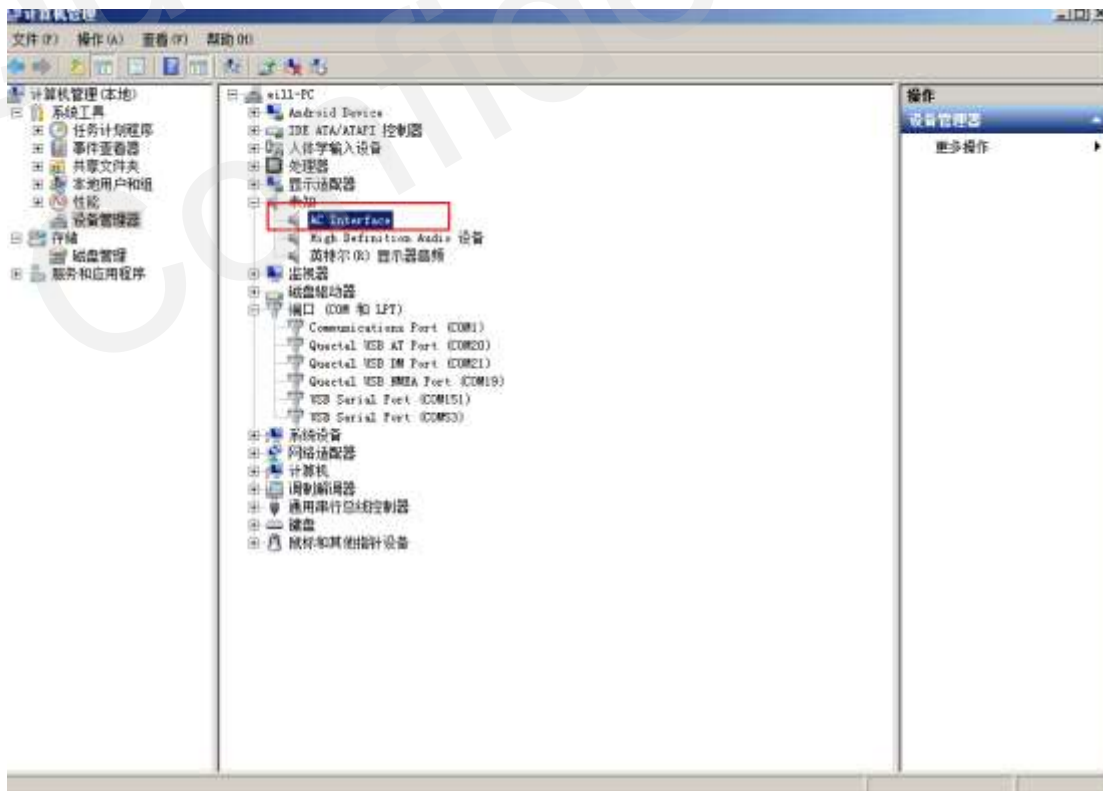 计算机管理
文件(F) 操作(A) 查看(V) 帮助(H)
计算机管理(本地)
系统工具
任务计划程序
事件查看器
共享文件夹
本地用户和组
性能
设备管理器
存储
磁盘管理
服务和应用程序
will-PC
Android Device
IDE ATA/ATAPI 控制器
人体学输入设备
处理器
显示适配器
未知
AC Interface
High Definition Audio 设备
英特尔(R) 显示器音频
监视器
磁盘驱动器
端口 (COM 和 LPT)
Communications Port (COM1)
Quectel USB AT Port (COM20)
Quectel USB DM Port (COM21)
Quectel USB NMEA Port (COM19)
USB Serial Port (COM151)
USB Serial Port (COM53)
系统设备
网络适配器
计算机
调制解调器
通用串行总线控制器
键盘
鼠标和其他指针设备
操作
设备管理器
更多操作